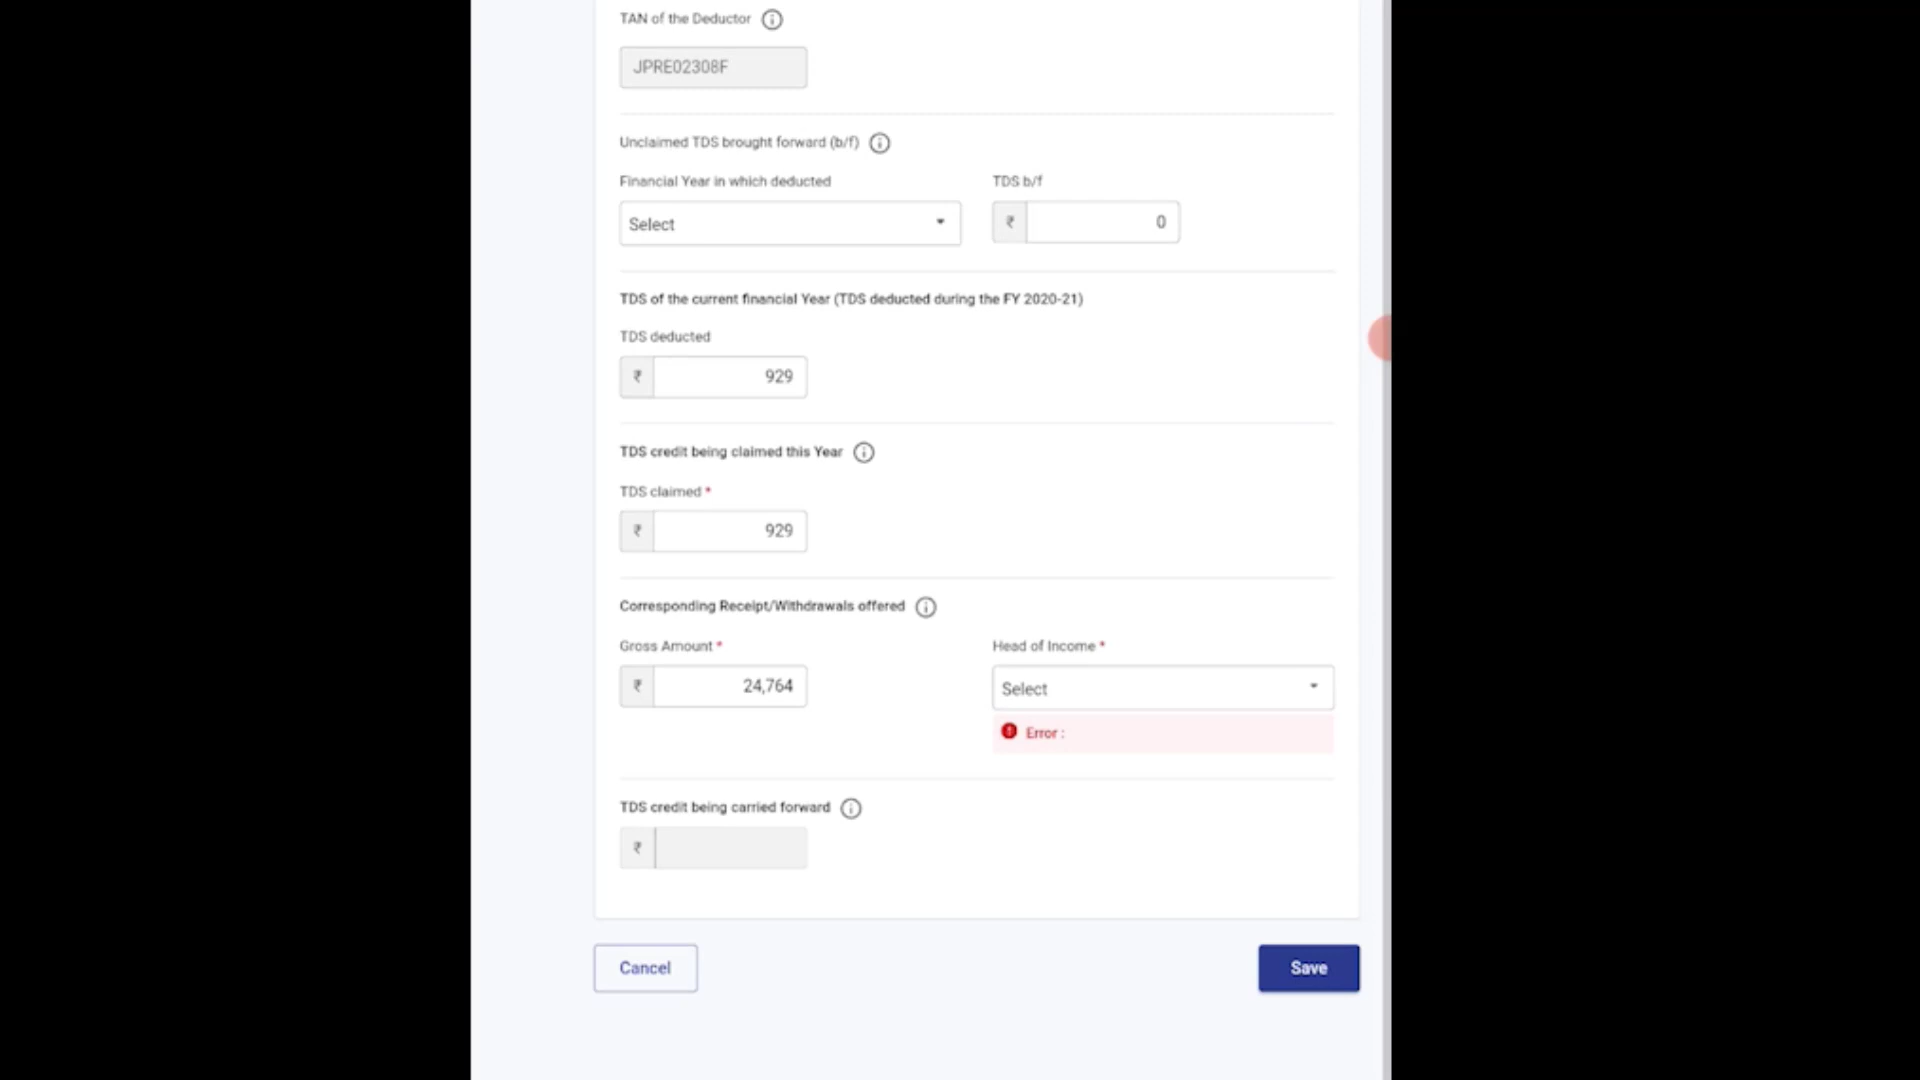 TAN of the Deductor
JPRE02308F
Unclaimed TDS brought forward (b/f)
Financial Year in which deducted TDS b/f
Select ₹ 0
TDS of the current financial Year (TDS deducted during the FY 2020-21)
TDS deducted
₹ 929
TDS credit being claimed this Year
TDS claimed *
₹ 929
Corresponding Receipt/Withdrawals offered
Gross Amount * Head of Income *
₹ 24,764 Select
Error :
TDS credit being carried forward
₹
Cancel Save